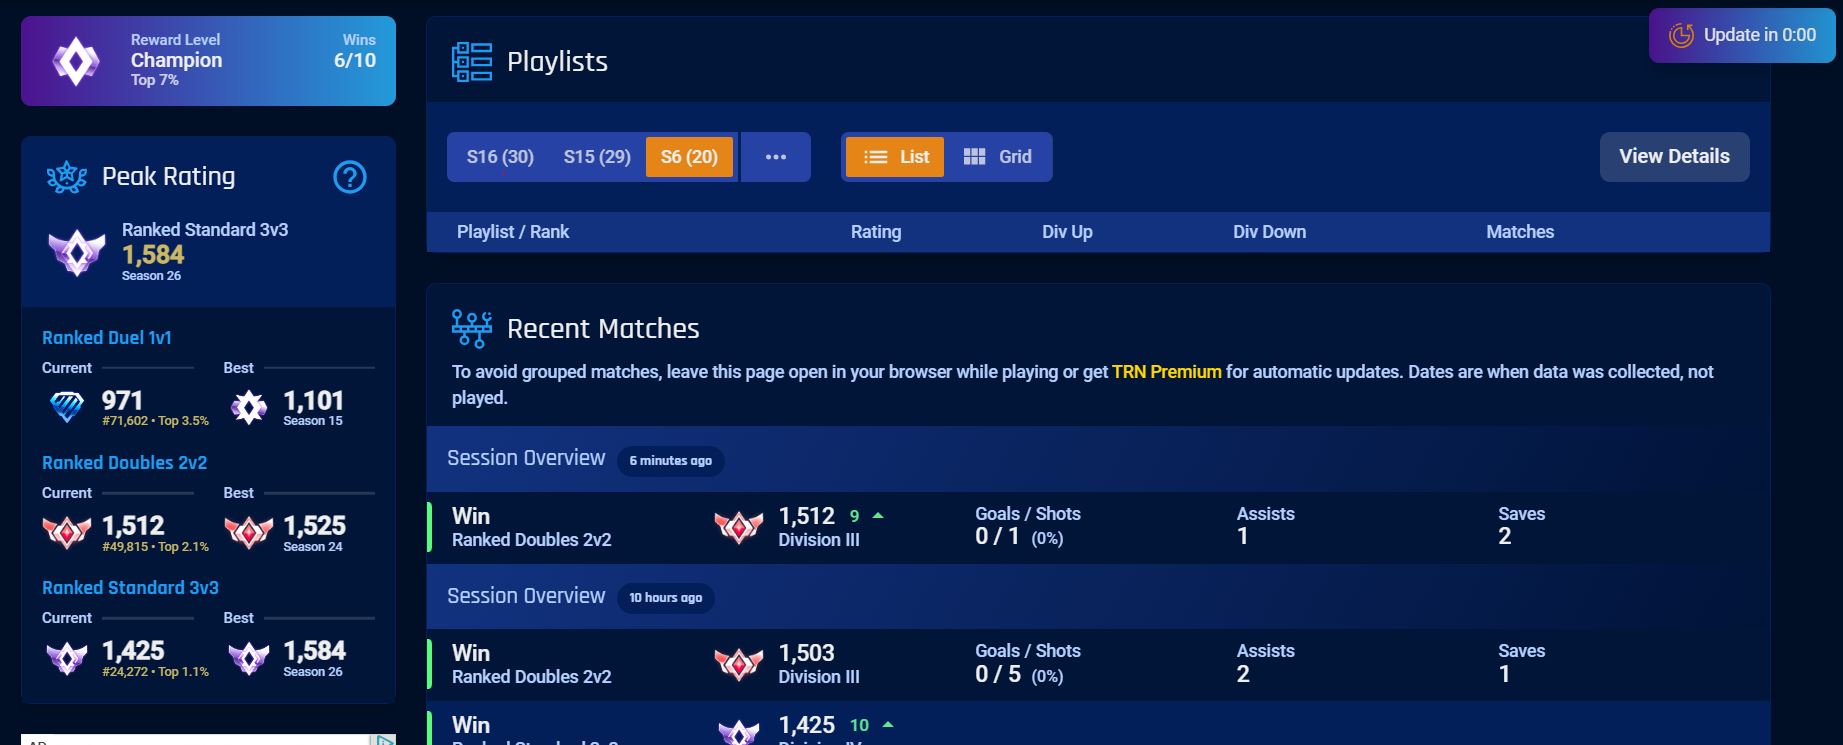 Reward Level
Wins
Champion
6/10
Top 7%
Peak Rating
?
Ranked Standard 3v3
1,584
Season 26
Ranked Duel 1v1
Current
Best
971
1,101
#71,602 • Top 3.5%
Season 15
Ranked Doubles 2v2
Current
Best
1,512
1,525
#49,815 • Top 2.1%
Season 24
Ranked Standard 3v3
Current
Best
1,425
1,584
#24,272 • Top 1.1%
Season 26
Update in 0:00
Playlists
S16 (30) S15 (29) S6 (20) ••• List Grid View Details
Playlist / Rank Rating Div Up Div Down Matches
Recent Matches
To avoid grouped matches, leave this page open in your browser while playing or get TRN Premium for automatic updates. Dates are when data was collected, not
played.
Session Overview 6 minutes ago
Win 1,512 9 Goals / Shots Assists Saves
Ranked Doubles 2v2 Division III 0 / 1 (0%) 1 2
Session Overview 10 hours ago
Win 1,503 Goals / Shots Assists Saves
Ranked Doubles 2v2 Division III 0 / 5 (0%) 2 1
Win 1,425 10